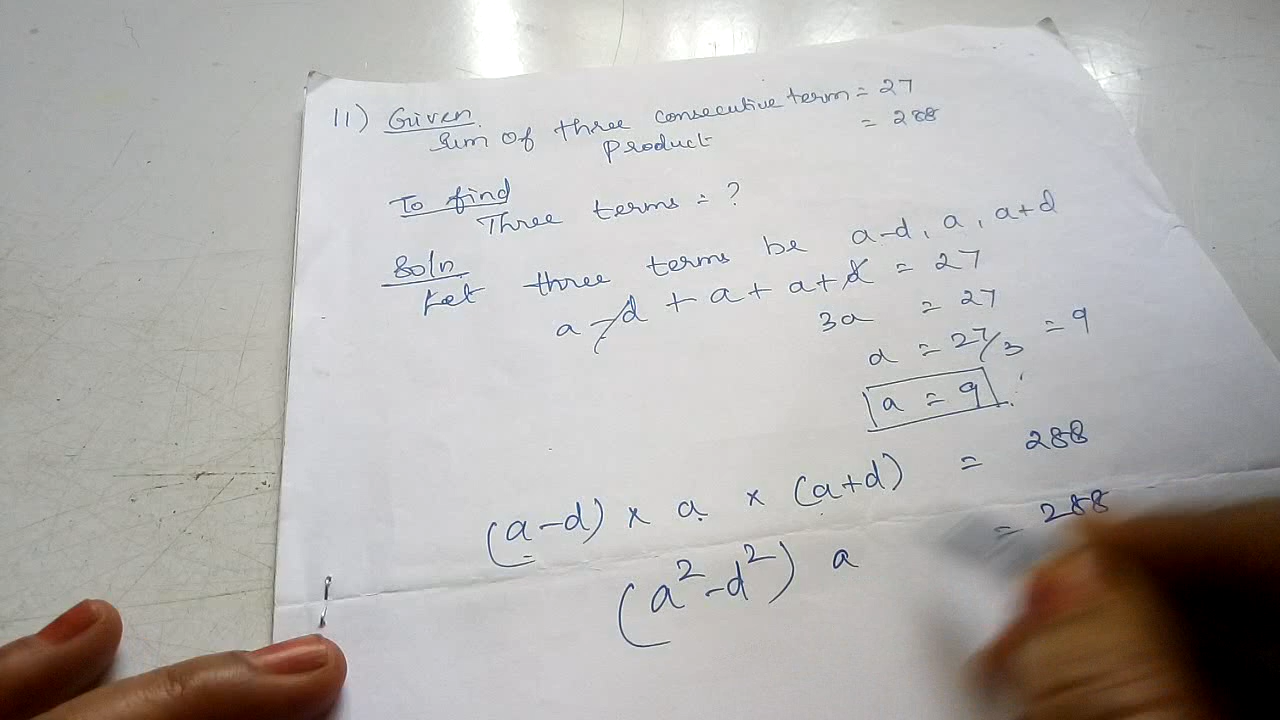 11) Given
Sum of three consecutive term = 27
Product = 288
To find
Three terms = ?
Soln
Let three terms be a-d, a, a+d
a - d + a + a + d = 27
3a = 27
a = 27/3 = 9
a = 9
(a-d) × a × (a+d) = 288
(a²-d²) a = 288